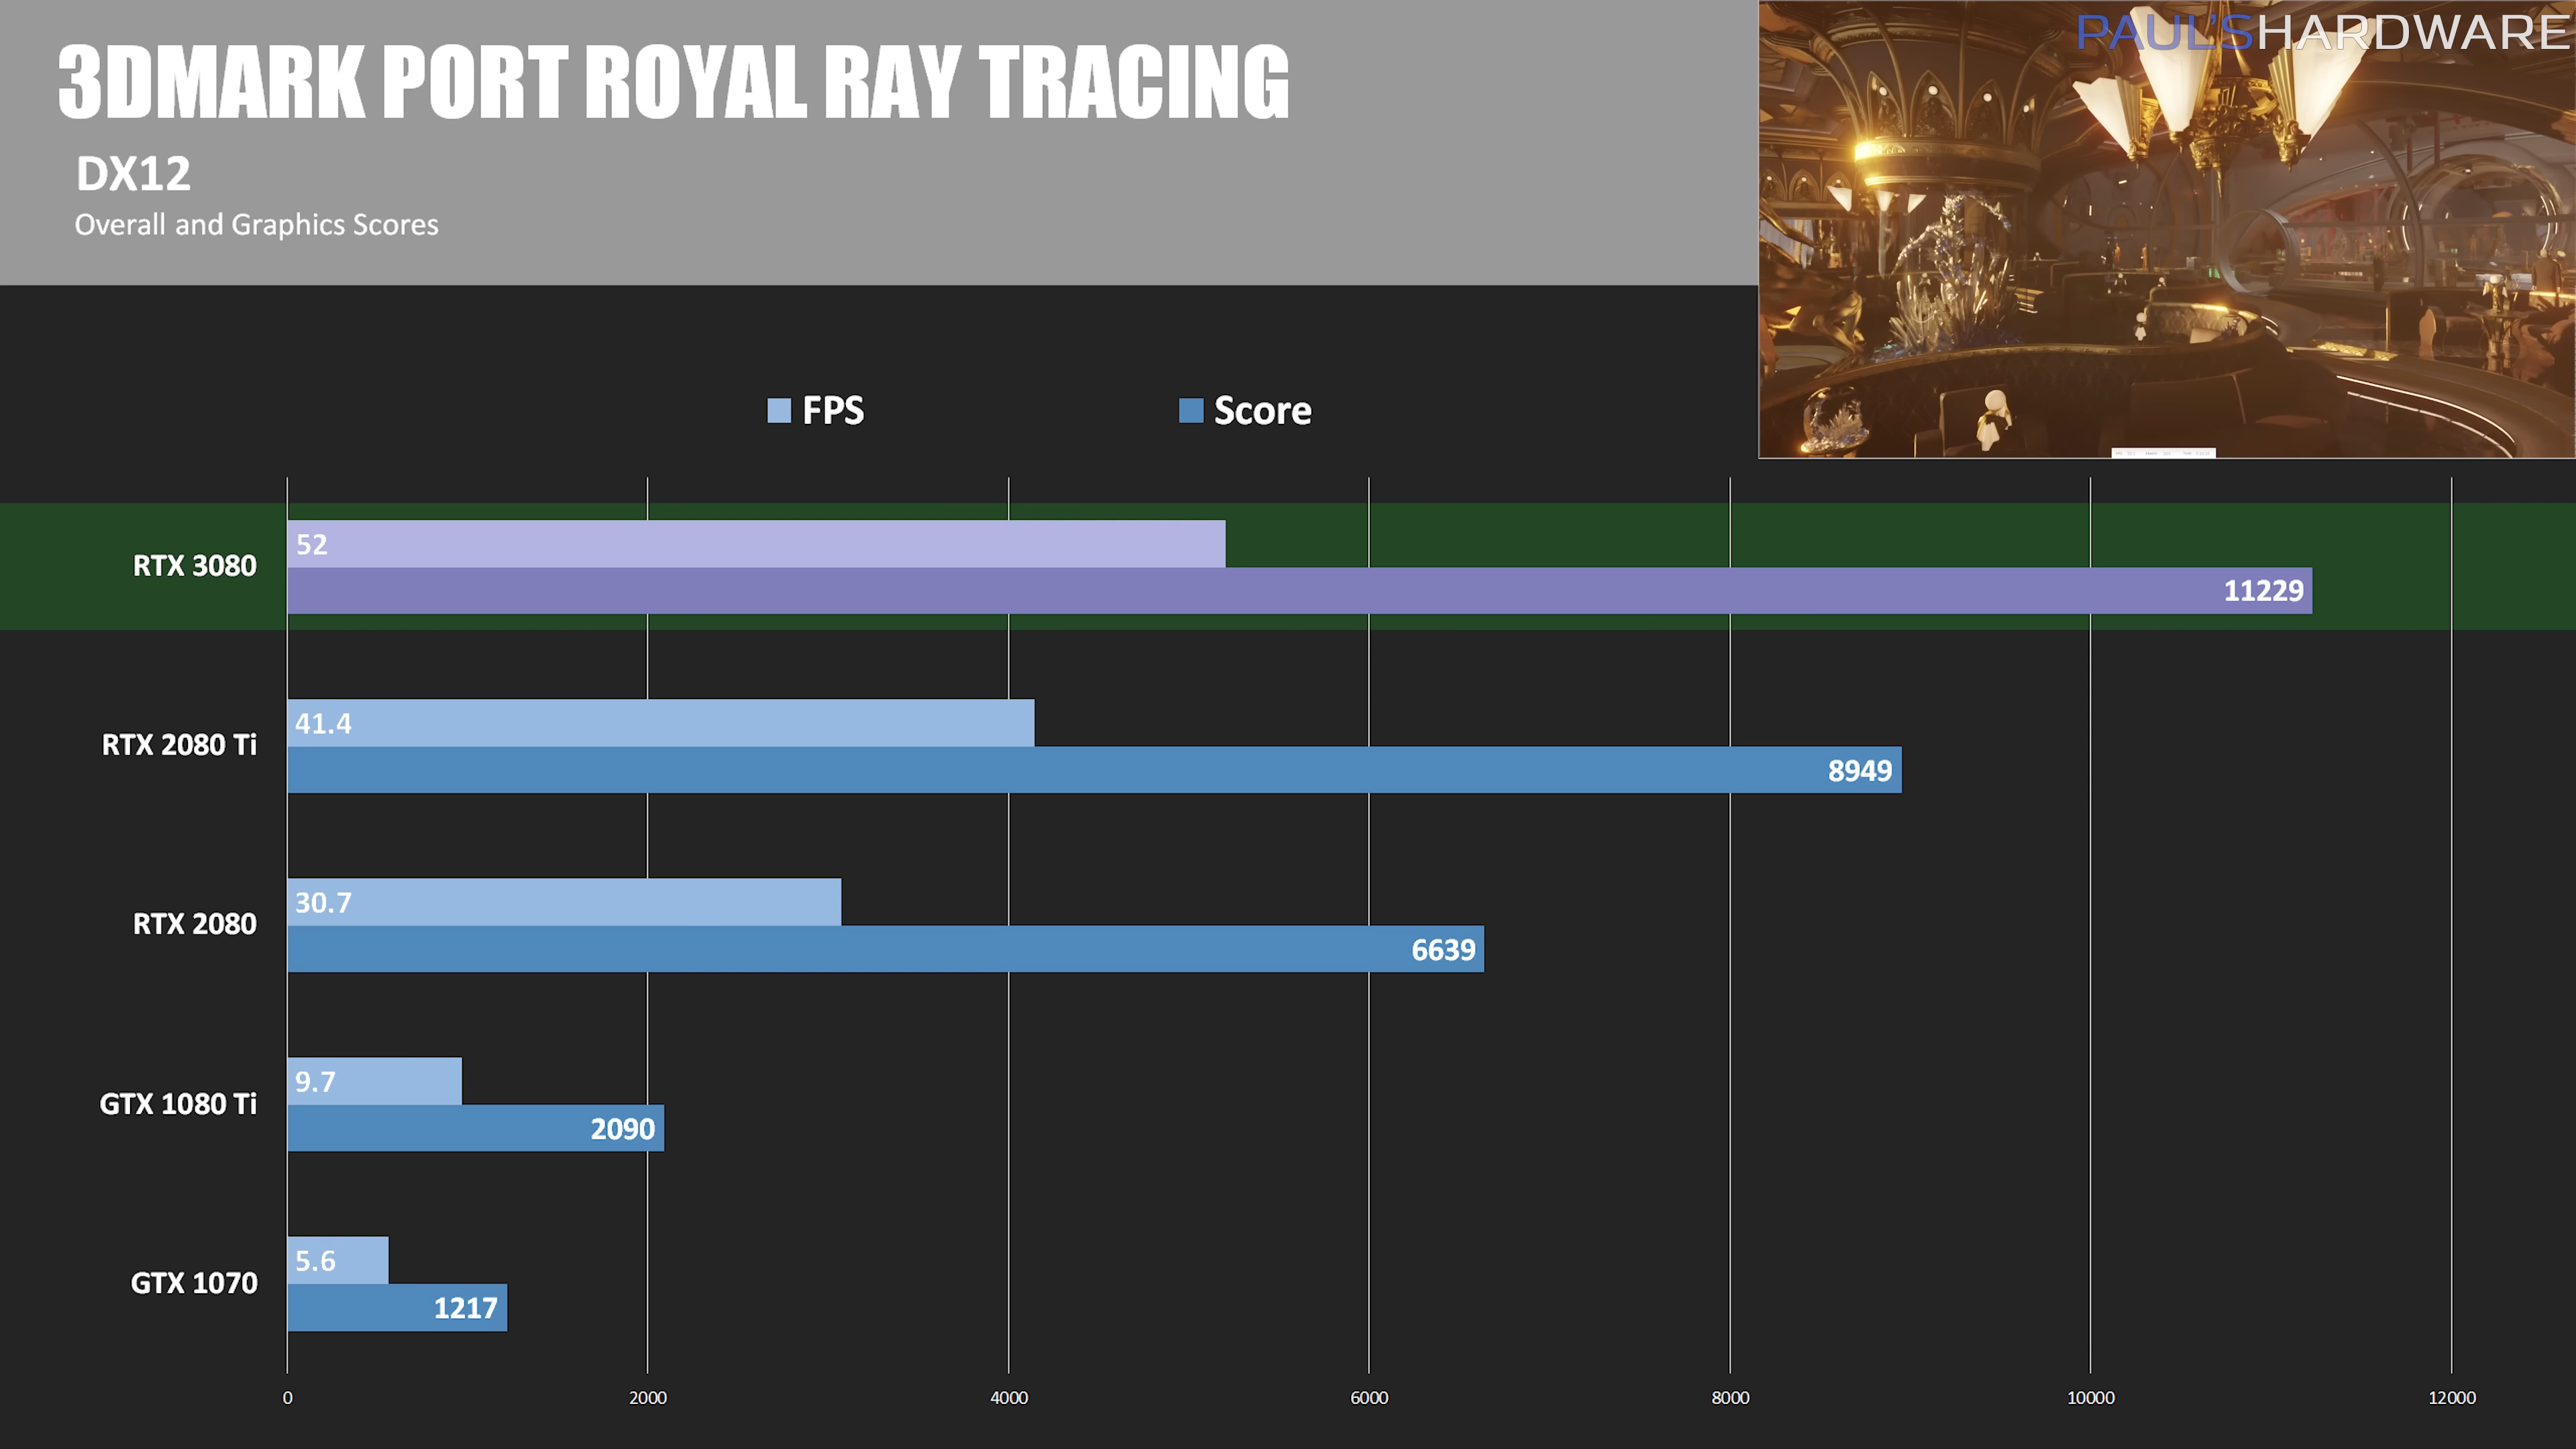 3DMARK PORT ROYAL RAY TRACING
PAUL'SHARDWARE
DX12
Overall and Graphics Scores
FPS
Score
RTX 3080
52
11229
RTX 2080 Ti
41.4
8949
RTX 2080
30.7
6639
GTX 1080 Ti
9.7
2090
GTX 1070
5.6
1217
0 2000 4000 6000 8000 10000 12000